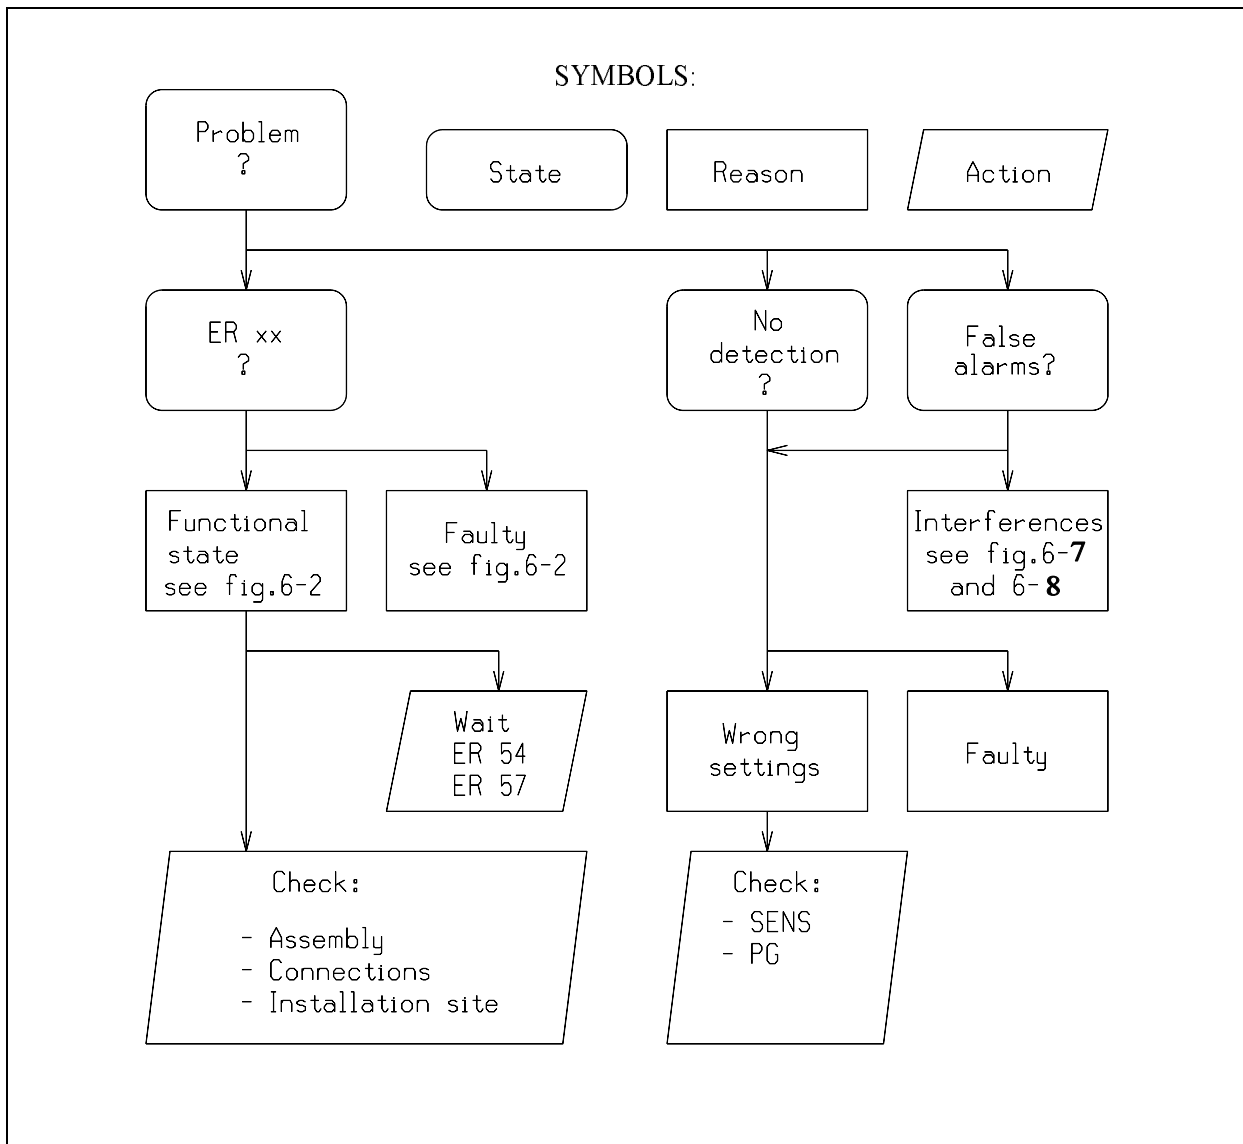 SYMBOLS:
Problem
?
State
Reason
Action
ER xx
?
No
detection
?
False
alarms?
Functional
state
see fig.6-2
Faulty
see fig.6-2
Interferences
see fig.6-7
and 6-8
Wait
ER 54
ER 57
Wrong
settings
Faulty
Check:
- Assembly
- Connections
- Installation site
Check:
- SENS
- PG